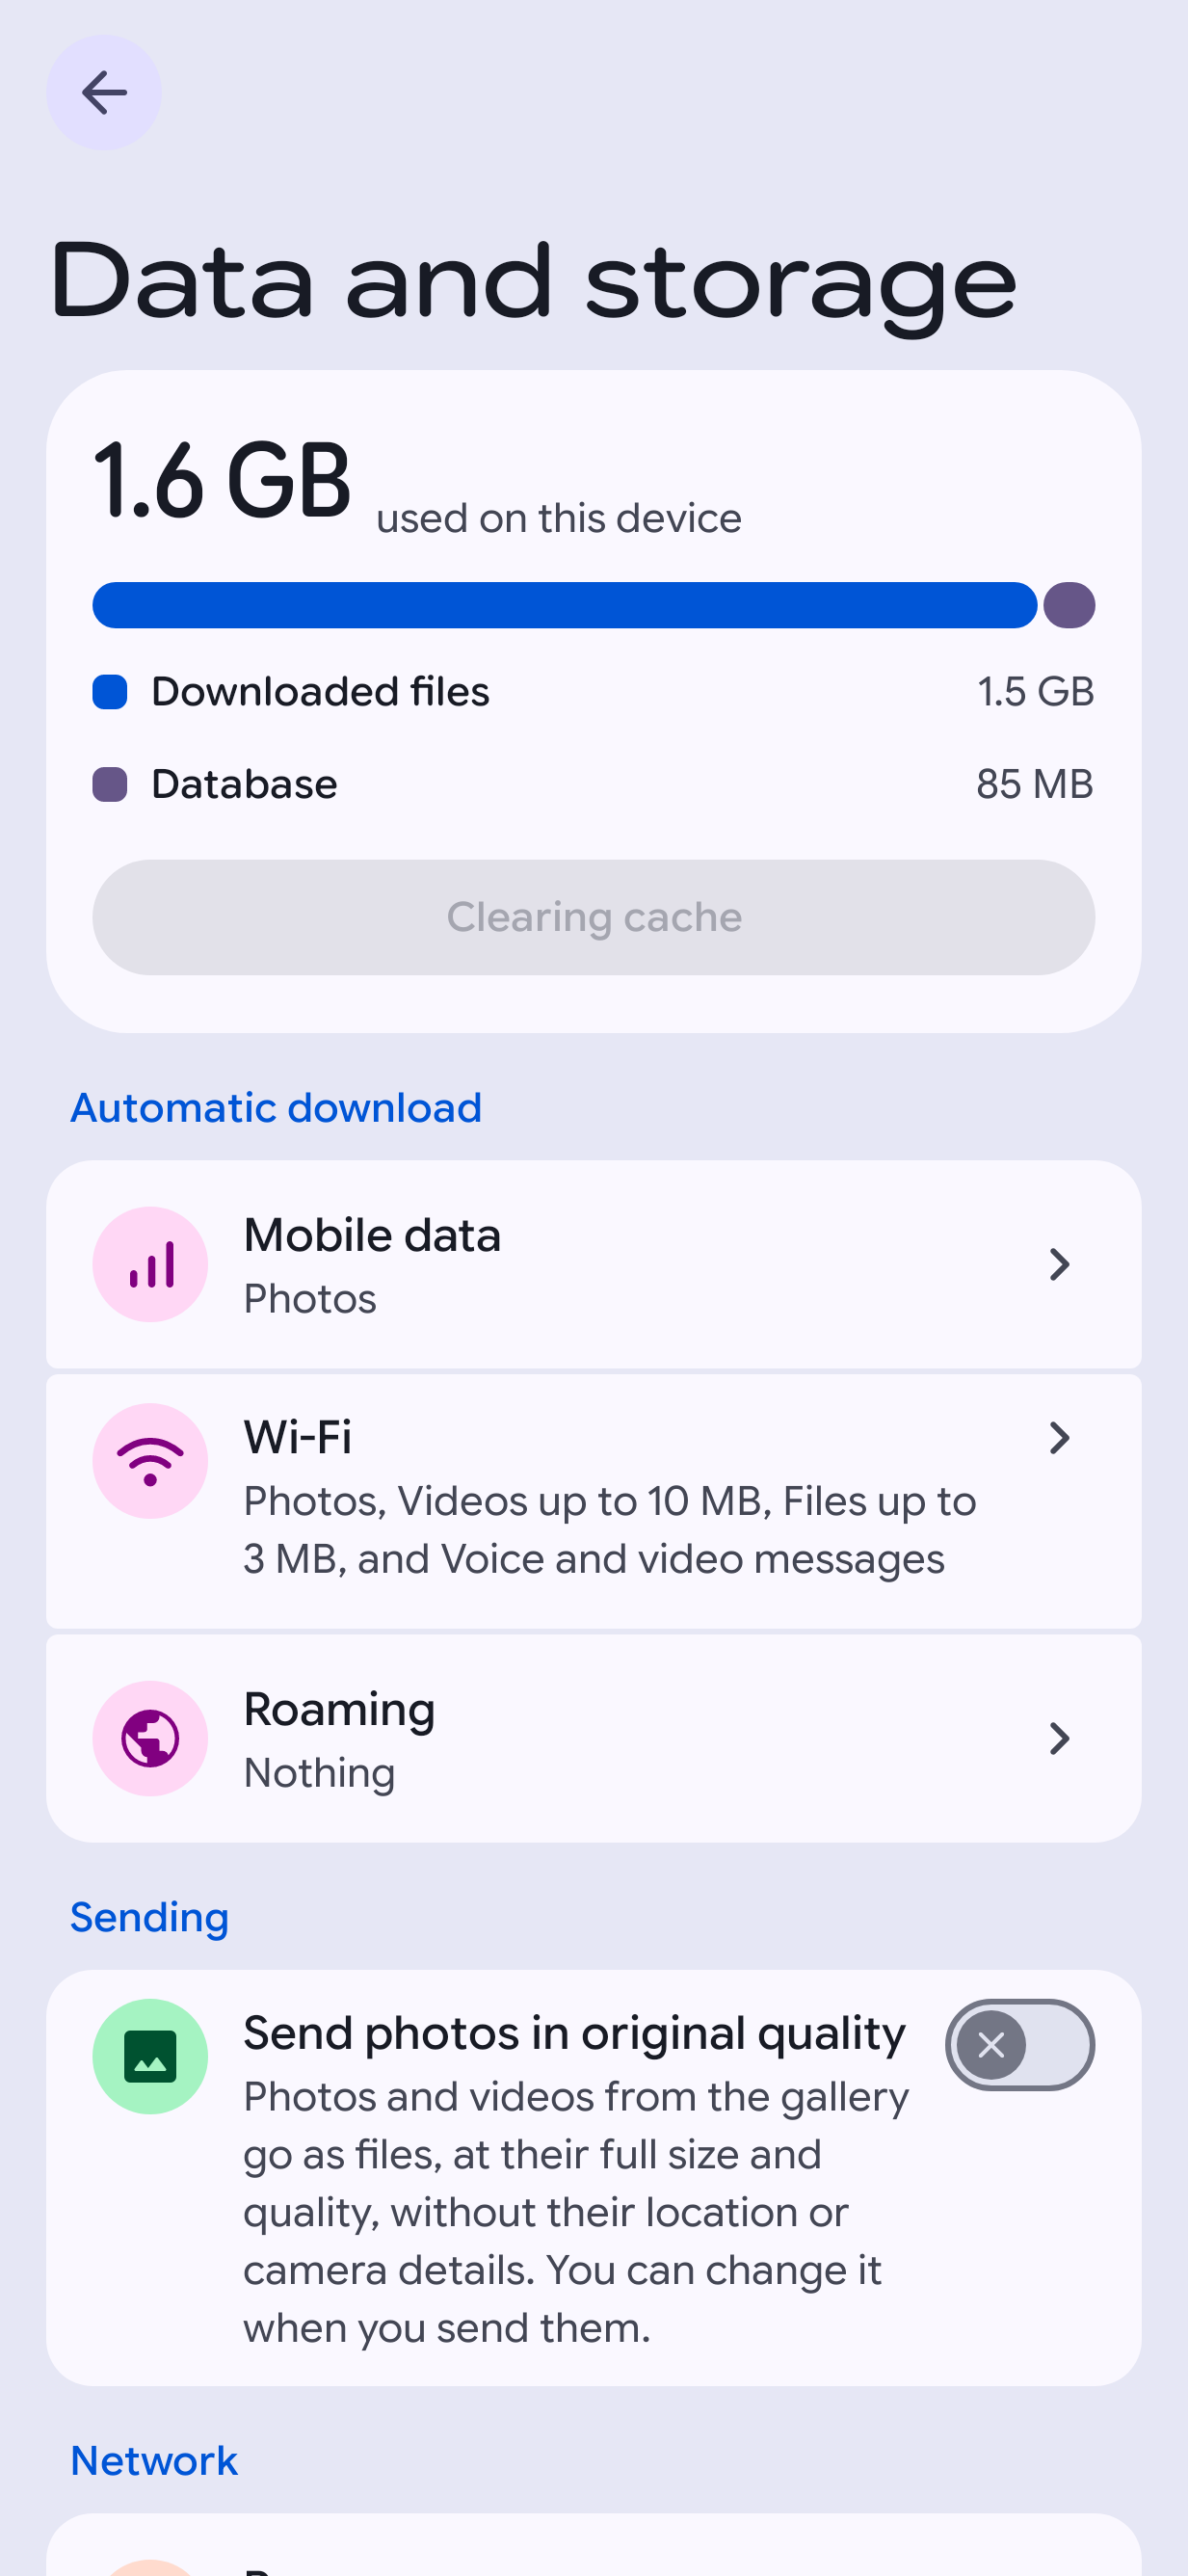 Data and storage
1.6 GB used on this device
Downloaded files 1.5 GB
Database 85 MB
Clearing cache
Automatic download
Mobile data
Photos
Wi-Fi
Photos, Videos up to 10 MB, Files up to
3 MB, and Voice and video messages
Roaming
Nothing
Sending
Send photos in original quality
Photos and videos from the gallery
go as files, at their full size and
quality, without their location or
camera details. You can change it
when you send them.
Network